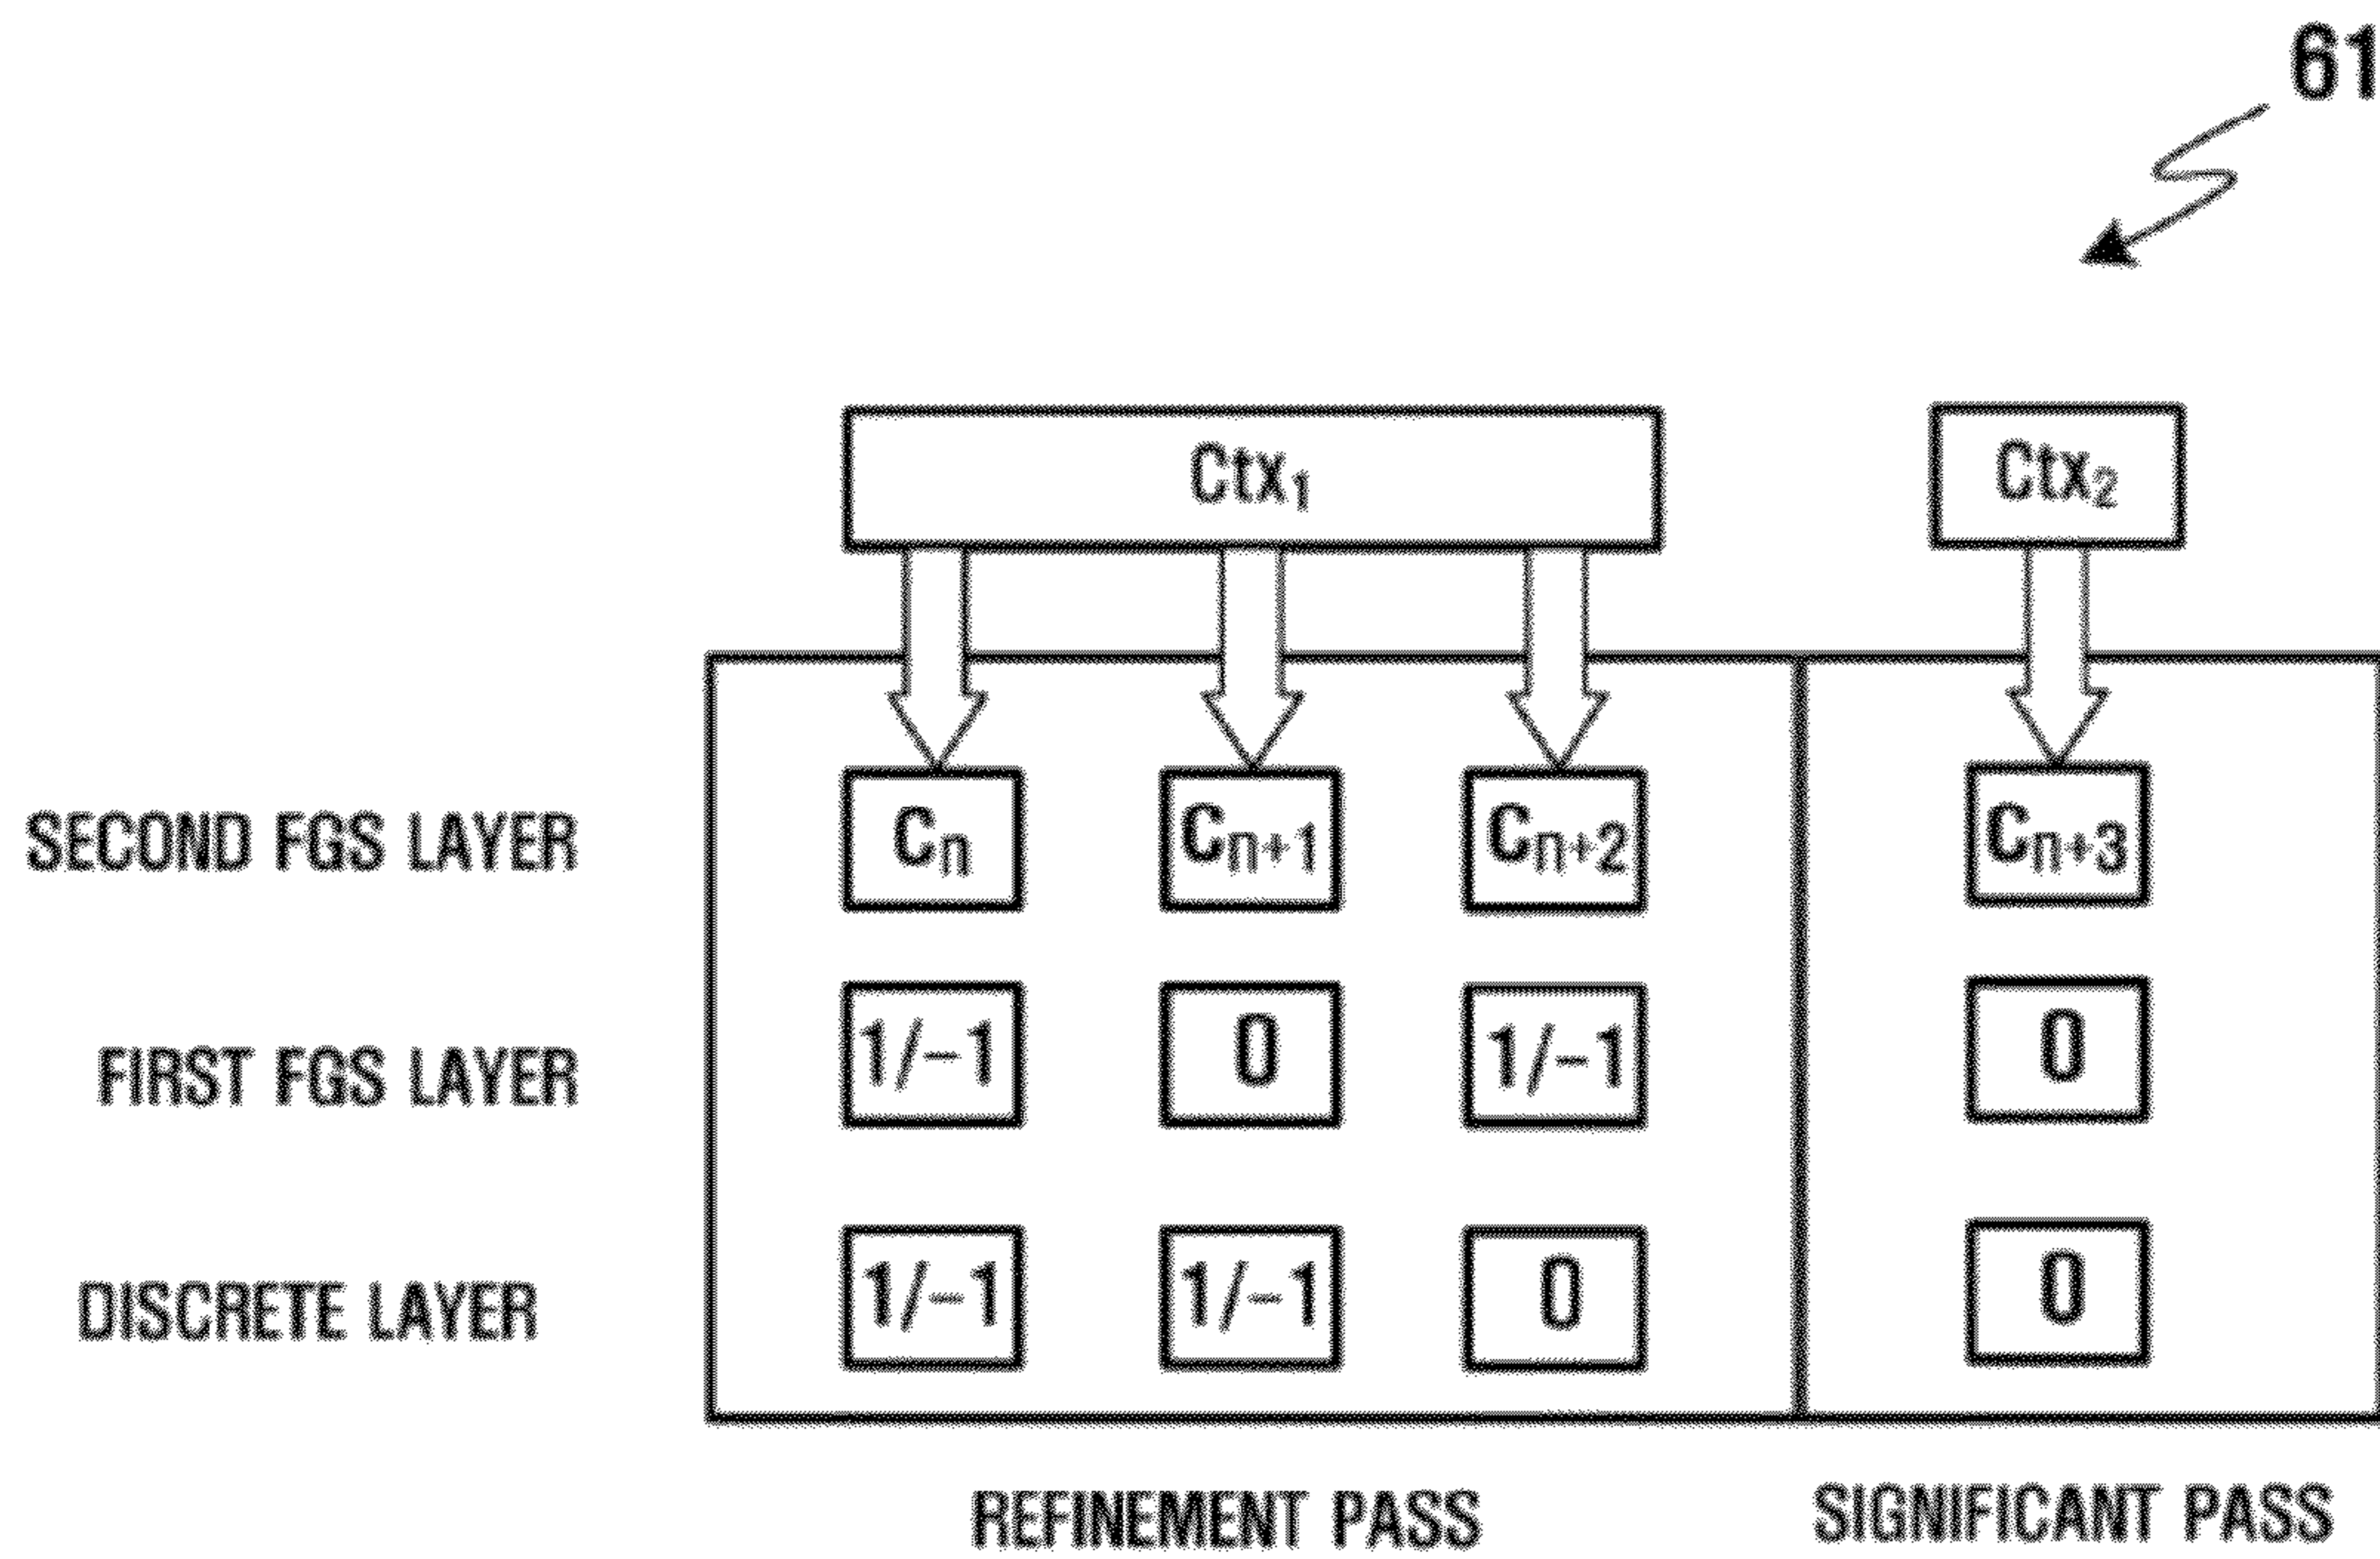 61
Ctx₁ Ctx₂
SECOND FGS LAYER Cₙ Cₙ₊₁ Cₙ₊₂ Cₙ₊₃
FIRST FGS LAYER 1/−1 0 1/−1 0
DISCRETE LAYER 1/−1 1/−1 0 0
REFINEMENT PASS SIGNIFICANT PASS